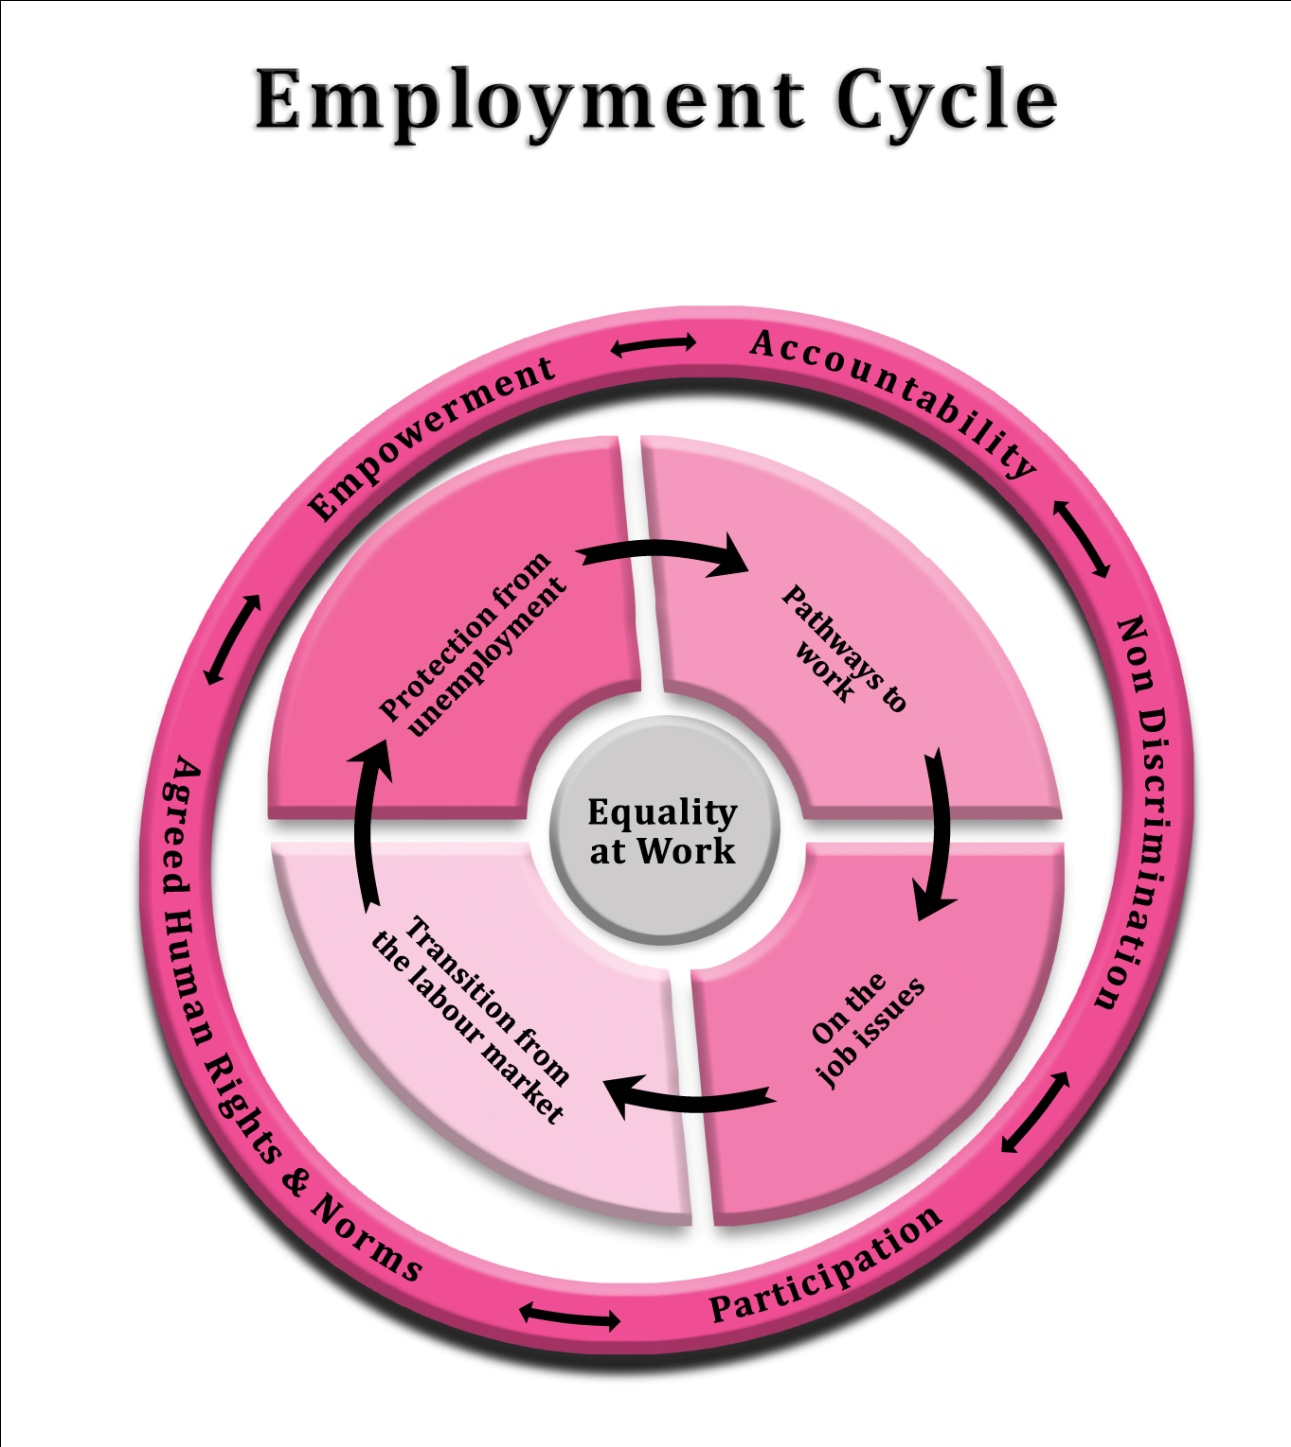 Employment Cycle
Empowerment
Accountability
Non Discrimination
Participation
Agreed Human Rights & Norms
Protection from
unemployment
Pathways to
work
On the
job issues
Transition from
the labour market
Equality
at Work